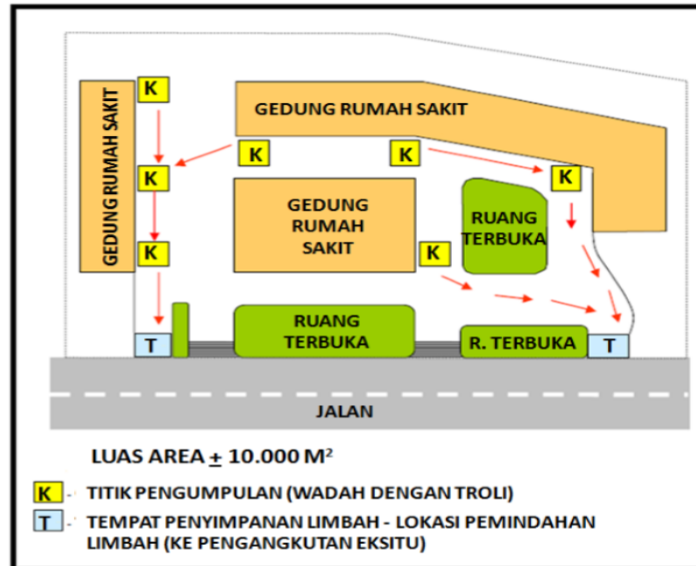 K
GEDUNG RUMAH SAKIT
GEDUNG RUMAH SAKIT
K
K
K
K
GEDUNG
RUMAH
SAKIT
RUANG
TERBUKA
K
K
T
RUANG
TERBUKA
R. TERBUKA
T
JALAN
LUAS AREA ± 10.000 M²
K - TITIK PENGUMPULAN (WADAH DENGAN TROLI)
T - TEMPAT PENYIMPANAN LIMBAH - LOKASI PEMINDAHAN
LIMBAH (KE PENGANGKUTAN EKSITU)